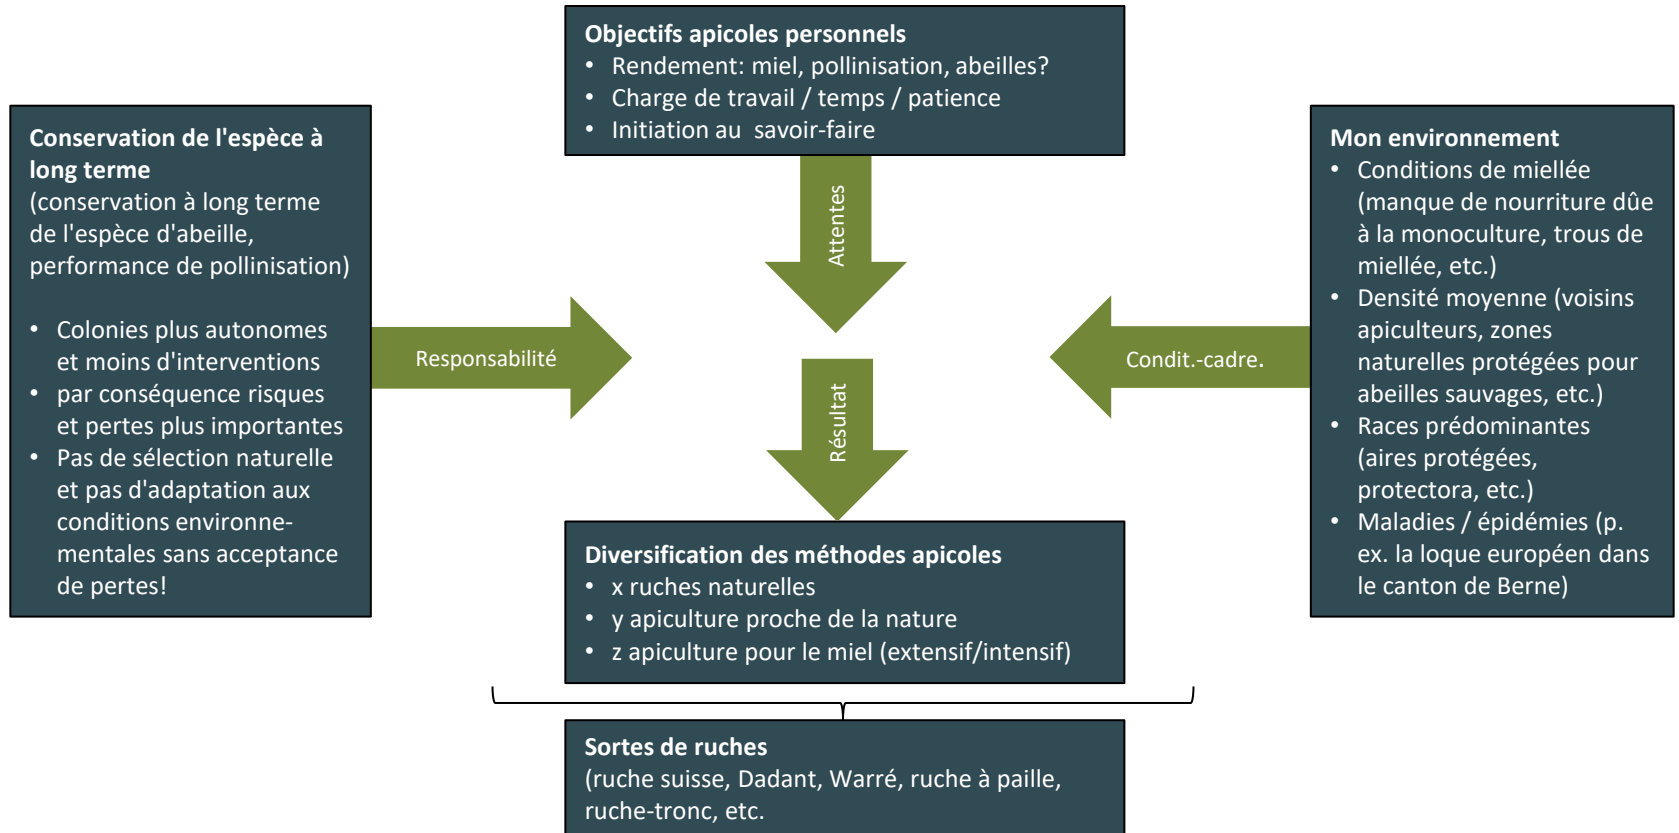 Objectifs apicoles personnels
• Rendement: miel, pollinisation, abeilles?
• Charge de travail / temps / patience
• Initiation au  savoir-faire
Conservation de l'espèce à
long terme
(conservation à long terme
de l'espèce d'abeille,
performance de pollinisation)
• Colonies plus autonomes
et moins d'interventions
• par conséquence risques
et pertes plus importantes
• Pas de sélection naturelle
et pas d'adaptation aux
conditions environne-
mentales sans acceptance
de pertes!
Attentes
Responsabilité
Résultat
Condit.-cadre.
Mon environnement
• Conditions de miellée
(manque de nourriture dûe
à la monoculture, trous de
miellée, etc.)
• Densité moyenne (voisins
apiculteurs, zones
naturelles protégées pour
abeilles sauvages, etc.)
• Races prédominantes
(aires protégées,
protectora, etc.)
• Maladies / épidémies (p.
ex. la loque européen dans
le canton de Berne)
Diversification des méthodes apicoles
• x ruches naturelles
• y apiculture proche de la nature
• z apiculture pour le miel (extensif/intensif)
Sortes de ruches
(ruche suisse, Dadant, Warré, ruche à paille,
ruche-tronc, etc.